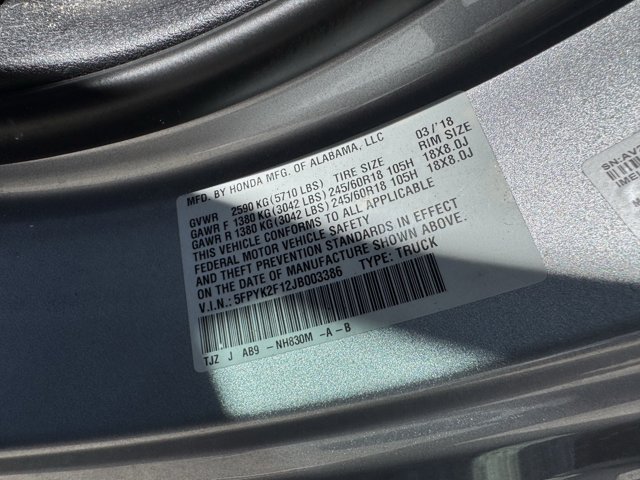 MFD. BY HONDA MFG. OF ALABAMA, LLC 03/'18
GVWR 2590 KG (5710 LBS) TIRE SIZE RIM SIZE
GAWR F 1380 KG (3042 LBS) 245/60R18 105H 18X8.0J
GAWR R 1380 KG (3042 LBS) 245/60R18 105H 18X8.0J
THIS VEHICLE CONFORMS TO ALL APPLICABLE
FEDERAL MOTOR VEHICLE SAFETY
AND THEFT PREVENTION STANDARDS IN EFFECT
ON THE DATE OF MANUFACTURE SHOWN ABOVE.
V.I.N.: 5FPYK2F12JB003386 TYPE: TRUCK
TJZ J AB9 -NH830M -A-B
SN:AV
IMEI